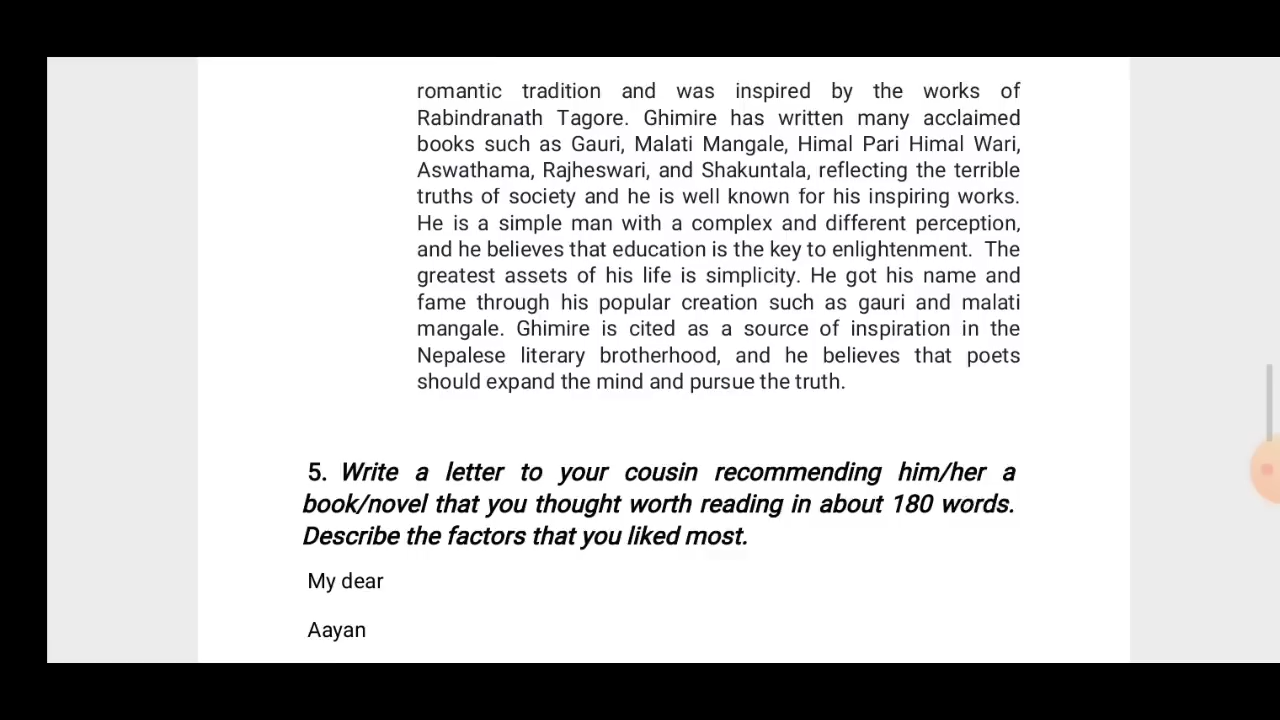 romantic tradition and was inspired by the works of
Rabindranath Tagore. Ghimire has written many acclaimed
books such as Gauri, Malati Mangale, Himal Pari Himal Wari,
Aswathama, Rajheswari, and Shakuntala, reflecting the terrible
truths of society and he is well known for his inspiring works.
He is a simple man with a complex and different perception,
and he believes that education is the key to enlightenment. The
greatest assets of his life is simplicity. He got his name and
fame through his popular creation such as gauri and malati
mangale. Ghimire is cited as a source of inspiration in the
Nepalese literary brotherhood, and he believes that poets
should expand the mind and pursue the truth.
5. Write a letter to your cousin recommending him/her a
book/novel that you thought worth reading in about 180 words.
Describe the factors that you liked most.
My dear
Aayan